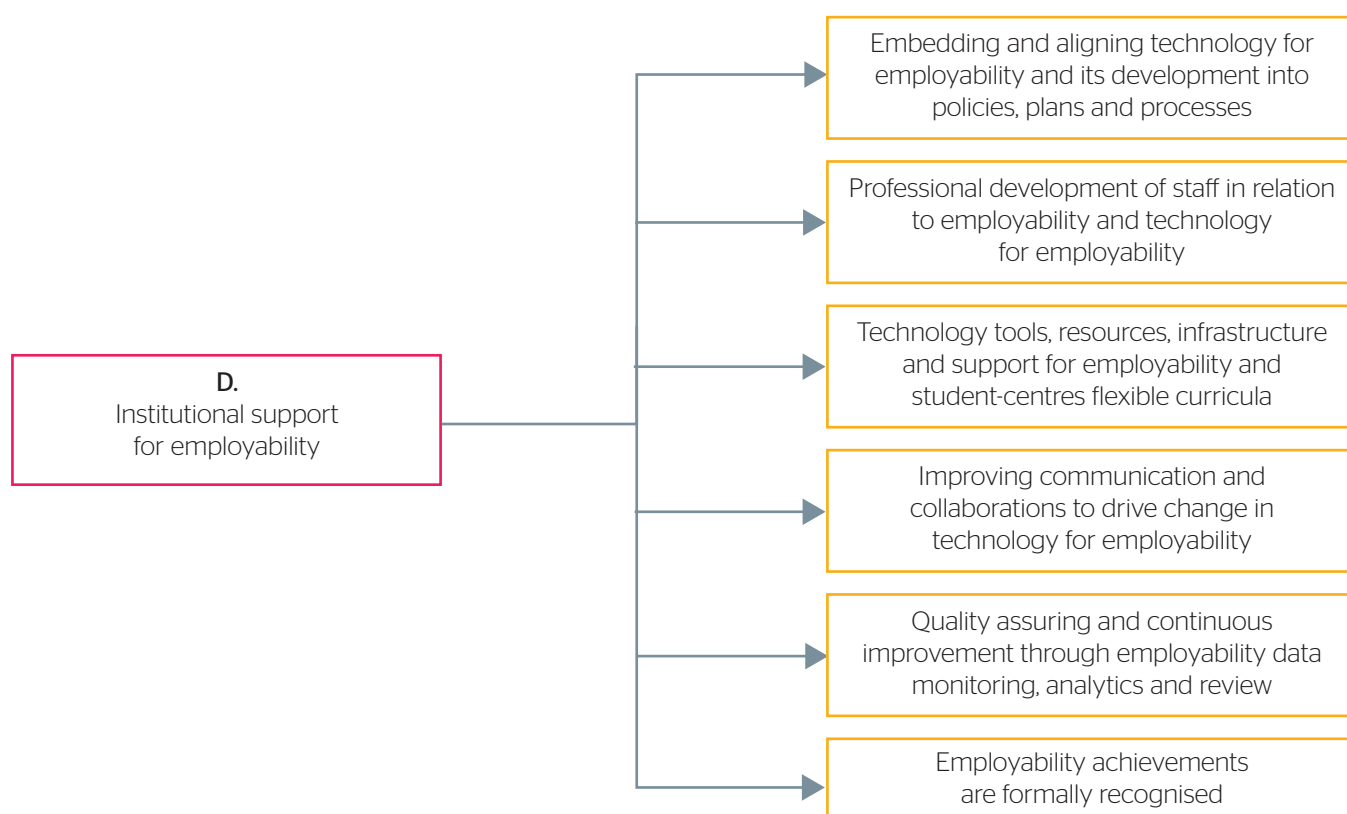 Embedding and aligning technology for
employability and its development into
policies, plans and processes
Professional development of staff in relation
to employability and technology
for employability
D.
Institutional support
for employability
Technology tools, resources, infrastructure
and support for employability and
student-centres flexible curricula
Improving communication and
collaborations to drive change in
technology for employability
Quality assuring and continuous
improvement through employability data
monitoring, analytics and review
Employability achievements
are formally recognised